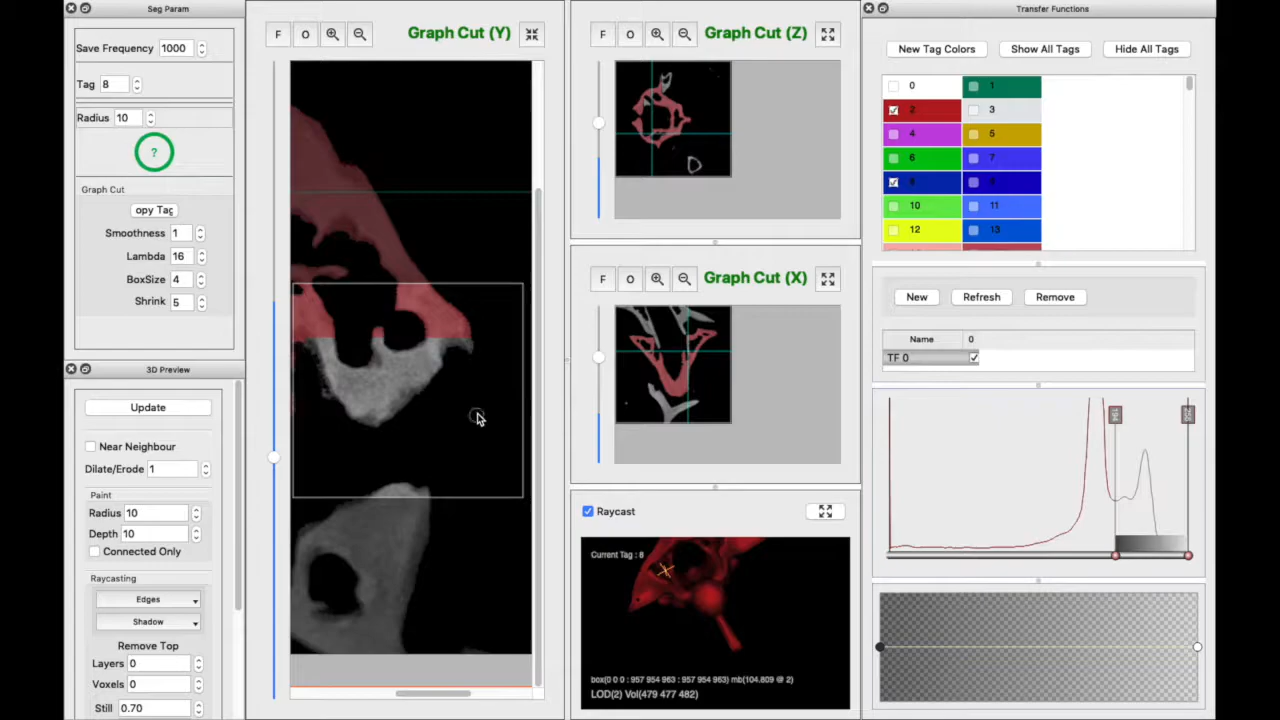 Seg Param
Save Frequency 1000
Tag 8
Radius 10
?
Graph Cut
opy Tag
Smoothness 1
Lambda 16
BoxSize 4
Shrink 5
3D Preview
Update
Near Neighbour
Dilate/Erode 1
Paint
Radius 10
Depth 10
Connected Only
Raycasting
Edges
Shadow
Remove Top
Layers 0
Voxels 0
Still 0.70
F O Graph Cut (Y)
F O Graph Cut (Z)
F O Graph Cut (X)
Raycast
Current Tag : 8
box(0 0 0 : 957 954 963) mb(104.809 @ 2)
LOD(2) Vol(479 477 482)
Transfer Functions
New Tag Colors Show All Tags Hide All Tags
0 1
2 3
4 5
6 7
8 9
10 11
12 13
New Refresh Remove
Name 0
TF 0
194